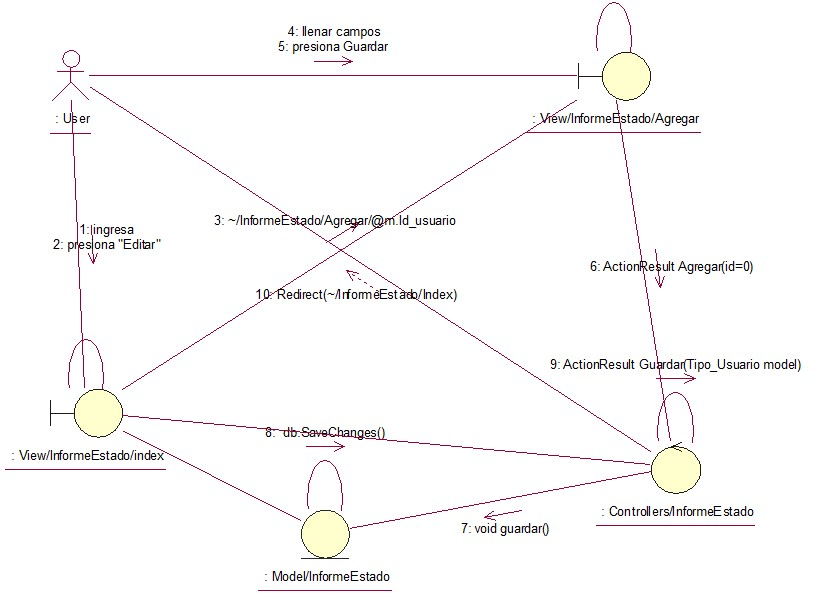 4: llenar campos
5: presiona Guardar
: User
: View/InformeEstado/Agregar
3: ~/InformeEstado/Agregar/@m.Id_usuario
1: ingresa
2: presiona "Editar"
6: ActionResult Agregar(id=0)
10: Redirect(~/InformeEstado/Index)
9: ActionResult Guardar(Tipo_Usuario model)
8: db.SaveChanges()
: View/InformeEstado/index
: Controllers/InformeEstado
7: void guardar()
: Model/InformeEstado